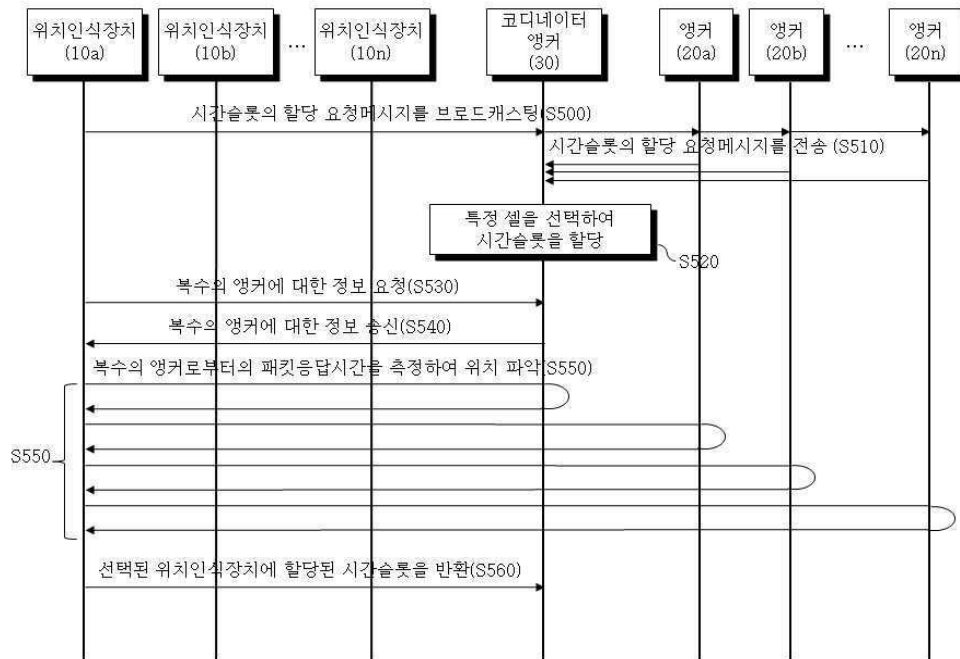 위치인식장치
(10a)
위치인식장치
(10b)
...
위치인식장치
(10n)
코디네이터
앵커
(30)
앵커
(20a)
앵커
(20b)
...
앵커
(20n)
시간슬롯의 할당 요청메시지를 브로드캐스팅(S500)
시간슬롯의 할당 요청메시지를 전송 (S510)
특정 셀을 선택하여
시간슬롯을 할당
S520
복수의 앵커에 대한 정보 요청(S530)
복수의 앵커에 대한 정보 송신(S540)
복수의 앵커로부터의 패킷응답시간을 측정하여 위치 파악(S550)
S550
선택된 위치인식장치에 할당된 시간슬롯을 반환(S560)